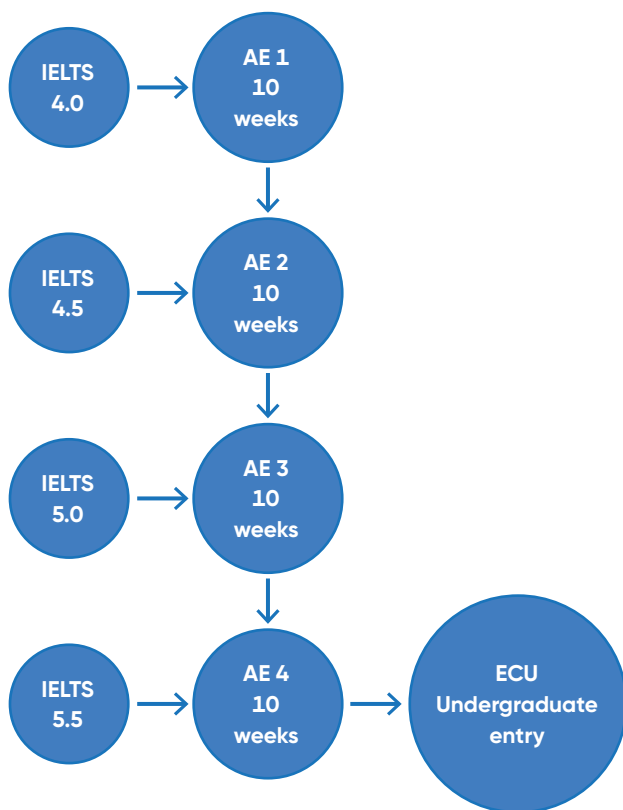 IELTS
4.0
AE 1
10
weeks
IELTS
4.5
AE 2
10
weeks
IELTS
5.0
AE 3
10
weeks
IELTS
5.5
AE 4
10
weeks
ECU
Undergraduate
entry